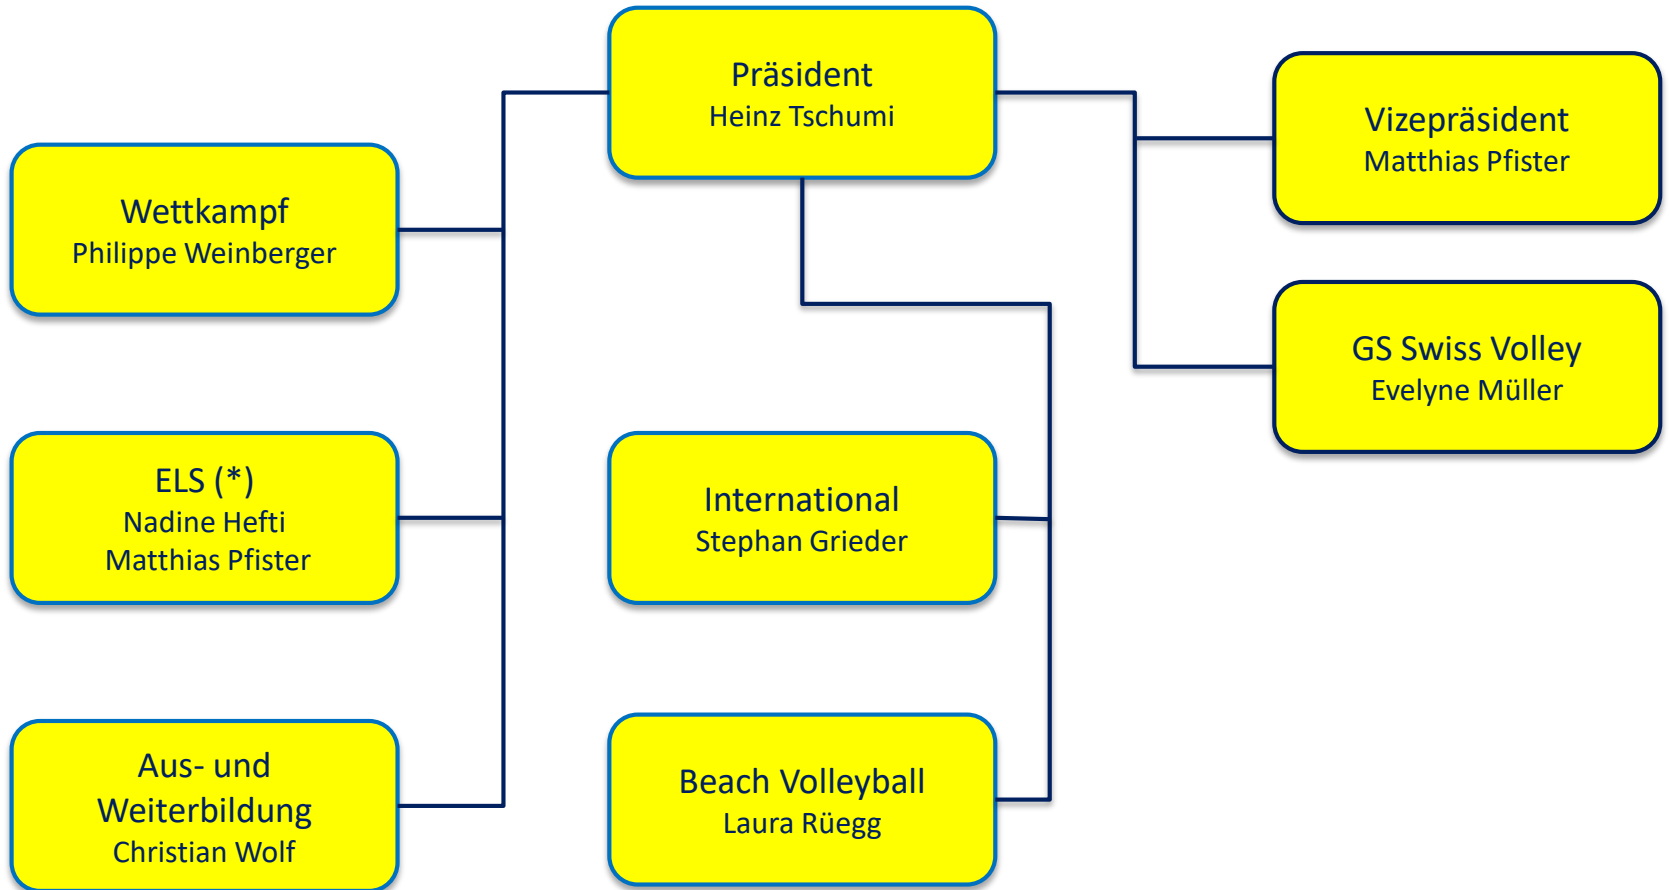 Präsident
Heinz Tschumi
Vizepräsident
Matthias Pfister
Wettkampf
Philippe Weinberger
GS Swiss Volley
Evelyne Müller
ELS (*)
Nadine Hefti
Matthias Pfister
International
Stephan Grieder
Aus- und
Weiterbildung
Christian Wolf
Beach Volleyball
Laura Rüegg